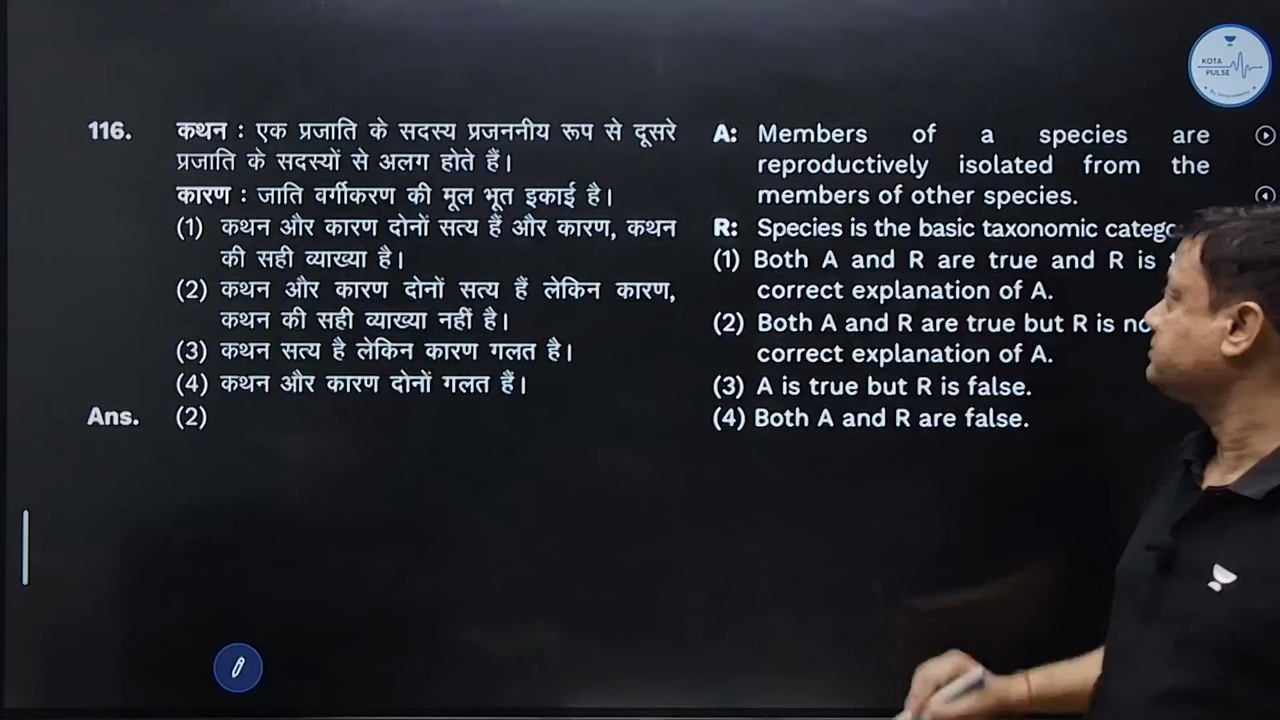 KOTA
PULSE
116. कथन : एक प्रजाति के सदस्य प्रजननीय रूप से दूसरे
प्रजाति के सदस्यों से अलग होते हैं।
कारण : जाति वर्गीकरण की मूल भूत इकाई है।
(1) कथन और कारण दोनों सत्य हैं और कारण, कथन
की सही व्याख्या है।
(2) कथन और कारण दोनों सत्य हैं लेकिन कारण,
कथन की सही व्याख्या नहीं है।
(3) कथन सत्य है लेकिन कारण गलत है।
(4) कथन और कारण दोनों गलत हैं।
Ans. (2)
A: Members of a species are
reproductively isolated from the
members of other species.
R: Species is the basic taxonomic
(1) Both A and R are true and R is
correct explanation of A.
(2) Both A and R are true but R is
correct explanation of A.
(3) A is true but R is false.
(4) Both A and R are false.